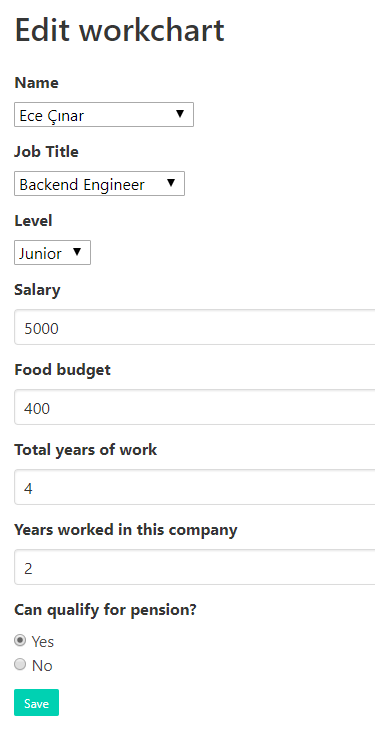 Edit workchart
Name
Ece Çınar
Job Title
Backend Engineer
Level
Junior
Salary
5000
Food budget
400
Total years of work
4
Years worked in this company
2
Can qualify for pension?
Yes
No
Save